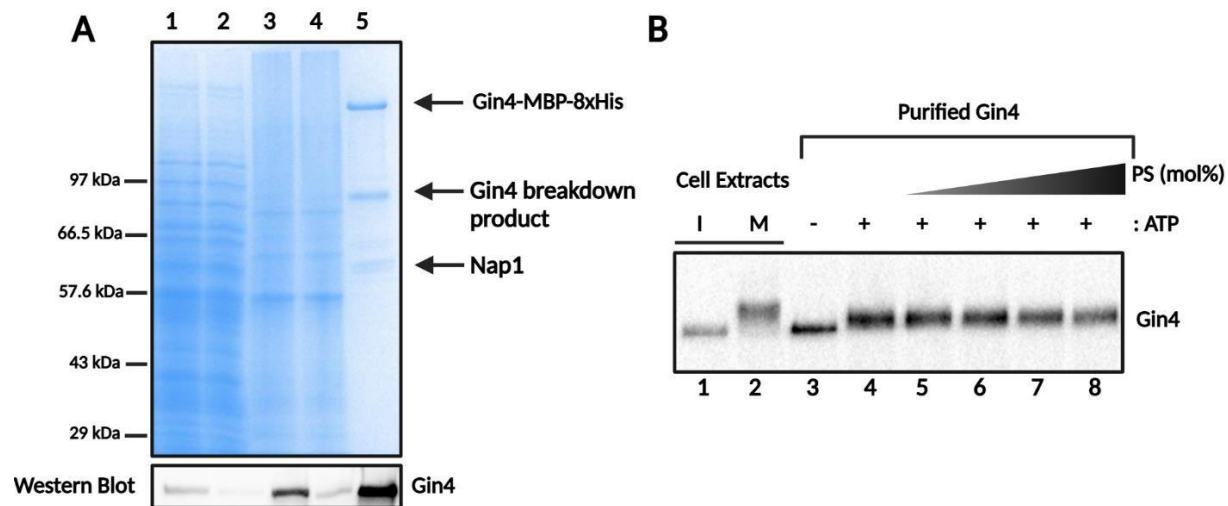 A
1 2 3 4 5
Gin4-MBP-8xHis
97 kDa
Gin4 breakdown
product
66.5 kDa
Nap1
57.6 kDa
43 kDa
29 kDa
Western Blot
Gin4
B
Purified Gin4
Cell Extracts
PS (mol%)
I M - + + + + + : ATP
Gin4
1 2 3 4 5 6 7 8